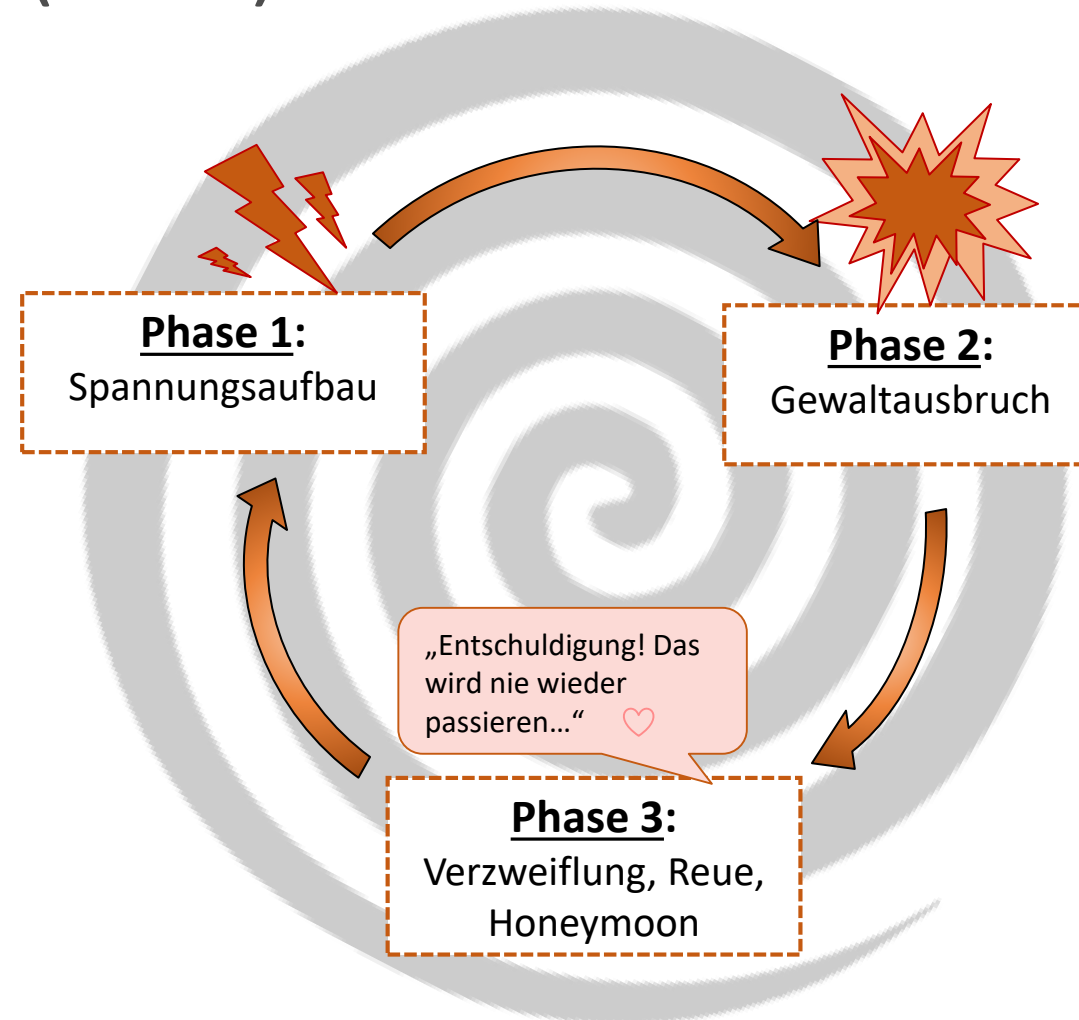 Phase 1:
Spannungsaufbau
Phase 2:
Gewaltausbruch
„Entschuldigung! Das
wird nie wieder
passieren…“
Phase 3:
Verzweiflung, Reue,
Honeymoon